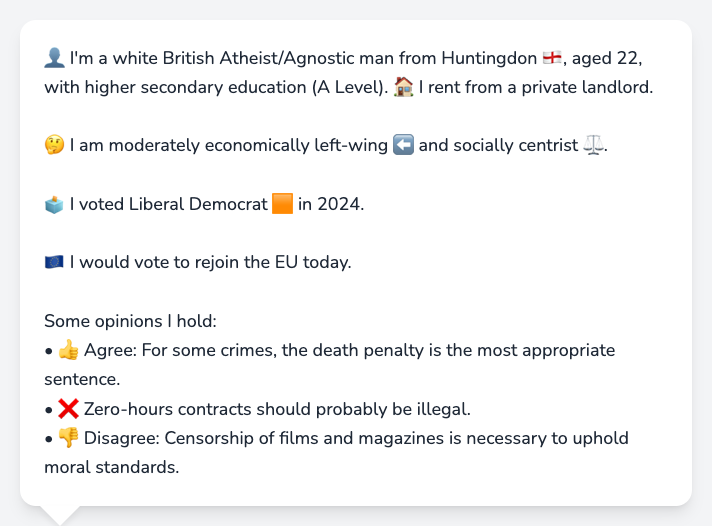 👤 I'm a white British Atheist/Agnostic man from Huntingdon 🏴󠁧󠁢󠁥󠁮󠁧󠁿, aged 22,
with higher secondary education (A Level). 🏠 I rent from a private landlord.
🤔 I am moderately economically left-wing ⬅️ and socially centrist ⚖️.
🗳️ I voted Liberal Democrat 🟧 in 2024.
🇪🇺 I would vote to rejoin the EU today.
Some opinions I hold:
• 👍 Agree: For some crimes, the death penalty is the most appropriate
sentence.
• ❌ Zero-hours contracts should probably be illegal.
• 👎 Disagree: Censorship of films and magazines is necessary to uphold
moral standards.